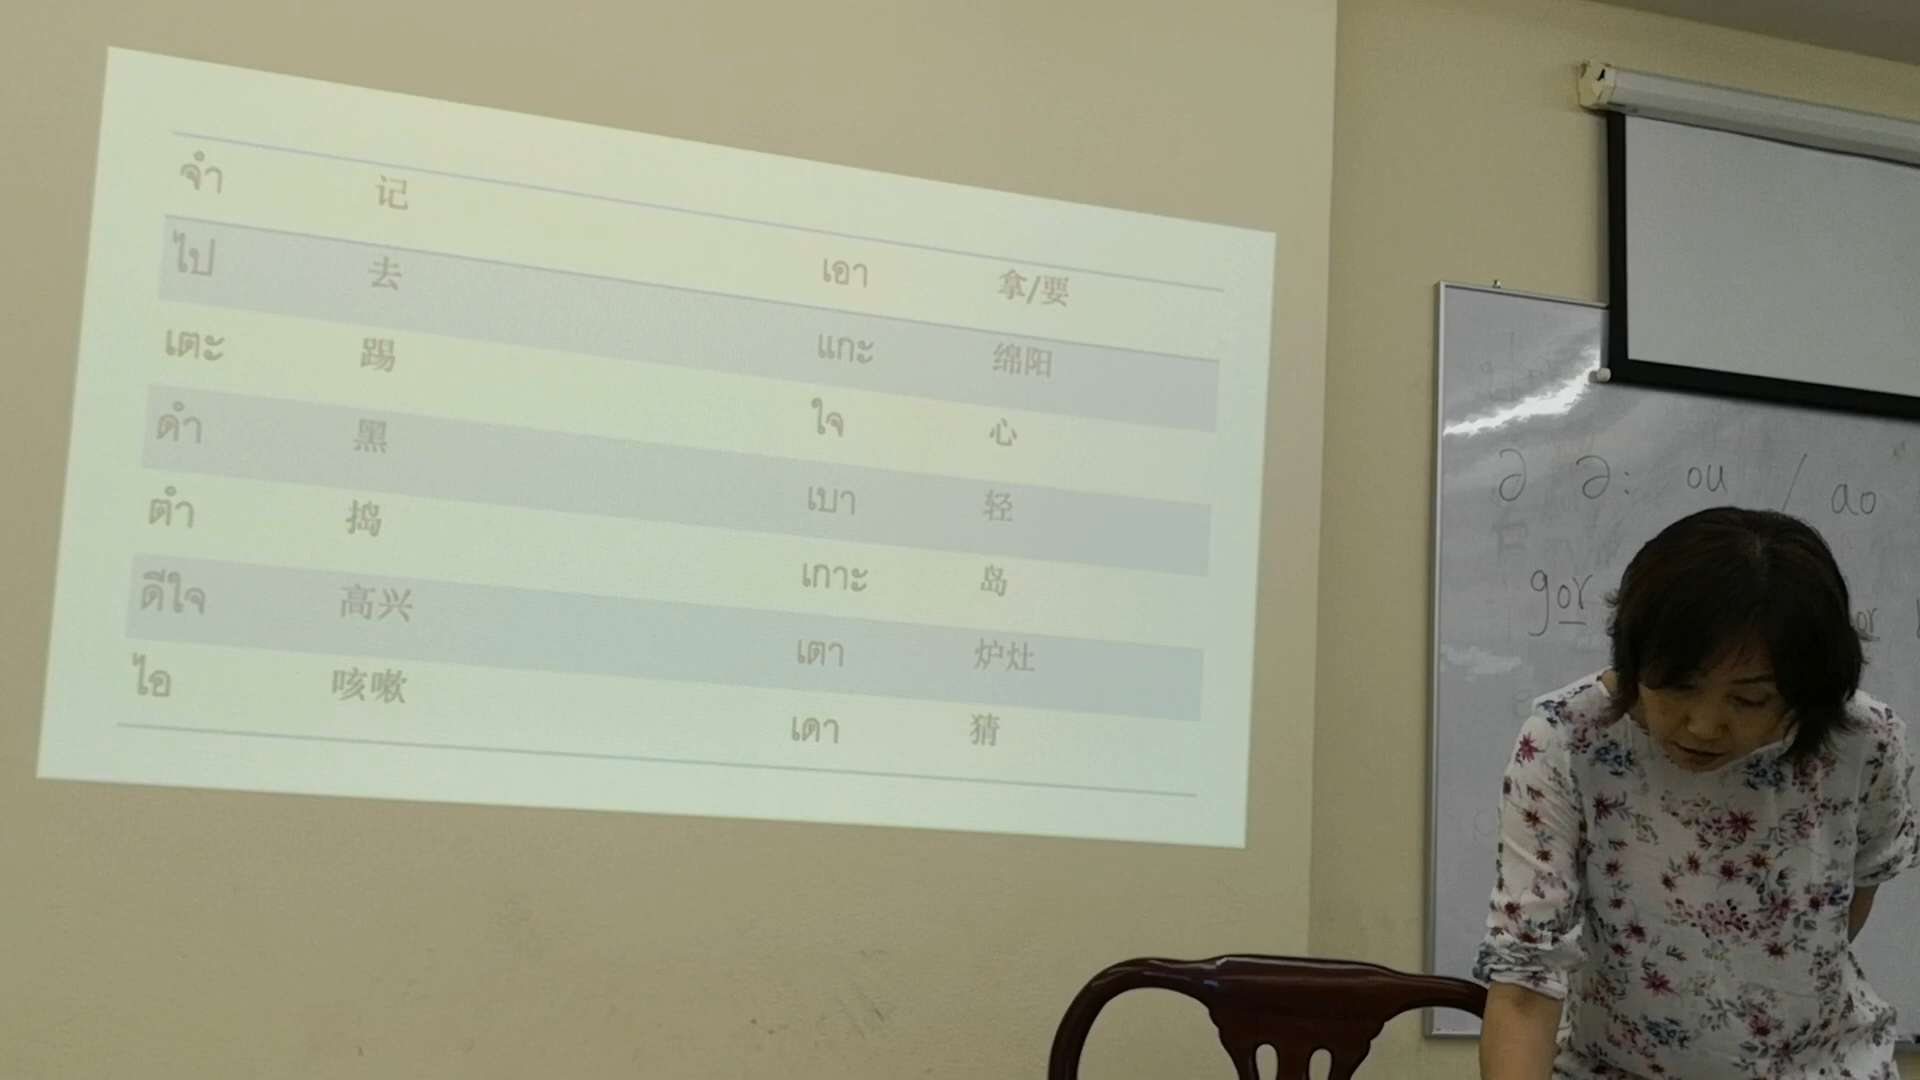 จำ 记
ไป 去 เอา 拿/要
เตะ 踢 แกะ 绵阳
ดำ 黑 ใจ 心
ตำ 捣 เบา 轻
ดีใจ 高兴 เกาะ 岛
ไอ 咳嗽 เตา 炉灶
เดา 猜
ə ə: ou / ao
gor